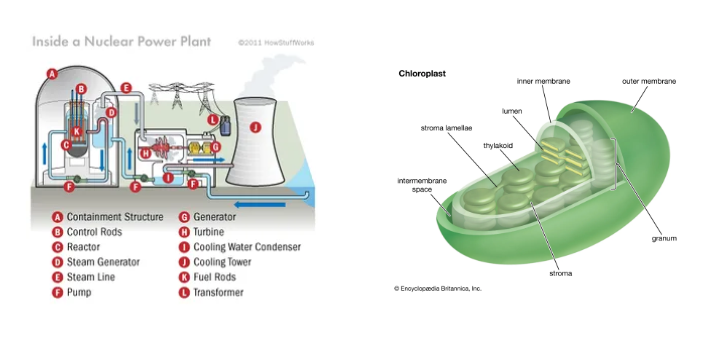 Inside a Nuclear Power Plant
©2011 HowStuffWorks
A
B
E
D
L
K
C
H
G
J
I
F
F
F
A Containment Structure
B Control Rods
C Reactor
D Steam Generator
E Steam Line
F Pump
G Generator
H Turbine
I Cooling Water Condenser
J Cooling Tower
K Fuel Rods
L Transformer
Chloroplast
inner membrane
outer membrane
lumen
stroma lamellae
thylakoid
intermembrane
space
granum
stroma
© Encyclopædia Britannica, Inc.